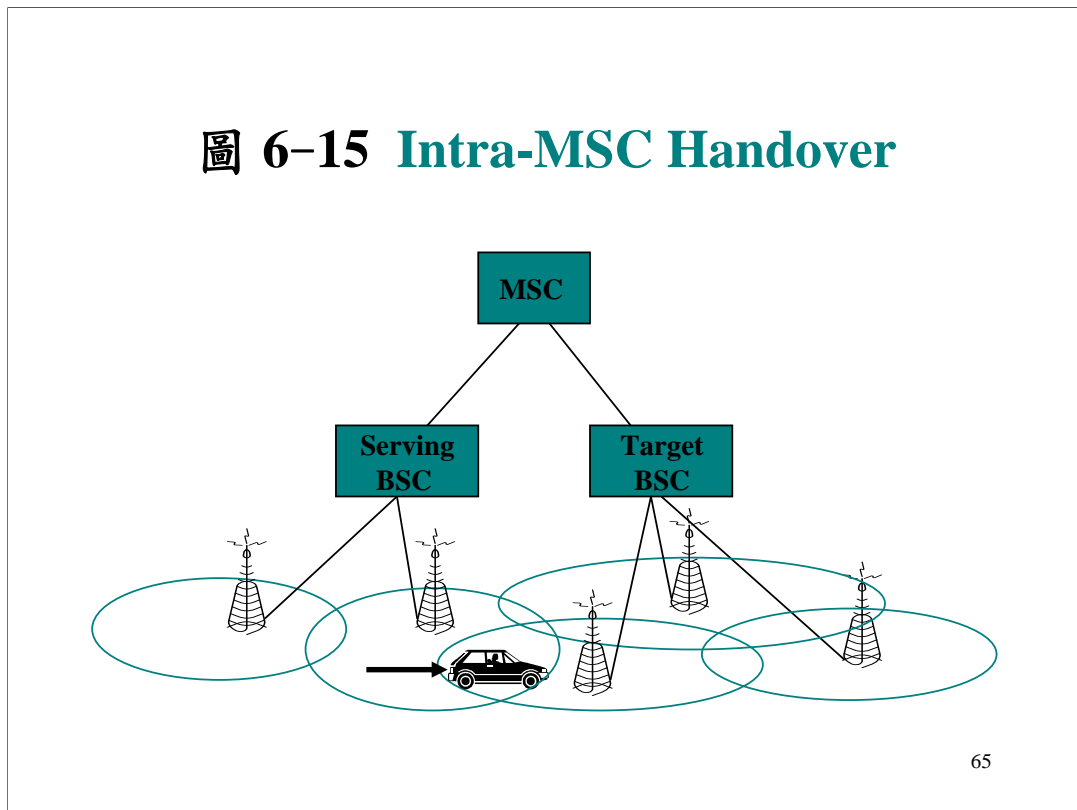 圖 6-15 Intra-MSC Handover
MSC
Serving
BSC
Target
BSC
65